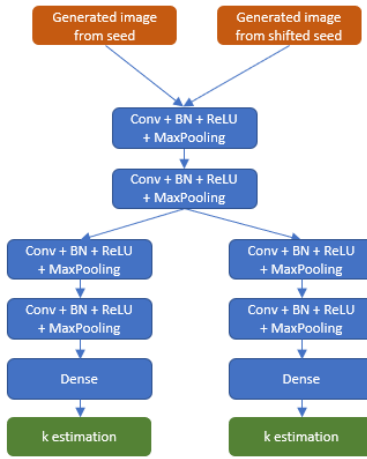 Generated image
from seed
Generated image
from shifted seed
Conv + BN + ReLU
+ MaxPooling
Conv + BN + ReLU
+ MaxPooling
Conv + BN + ReLU
+ MaxPooling
Conv + BN + ReLU
+ MaxPooling
Conv + BN + ReLU
+ MaxPooling
Conv + BN + ReLU
+ MaxPooling
Dense
Dense
k estimation
k estimation